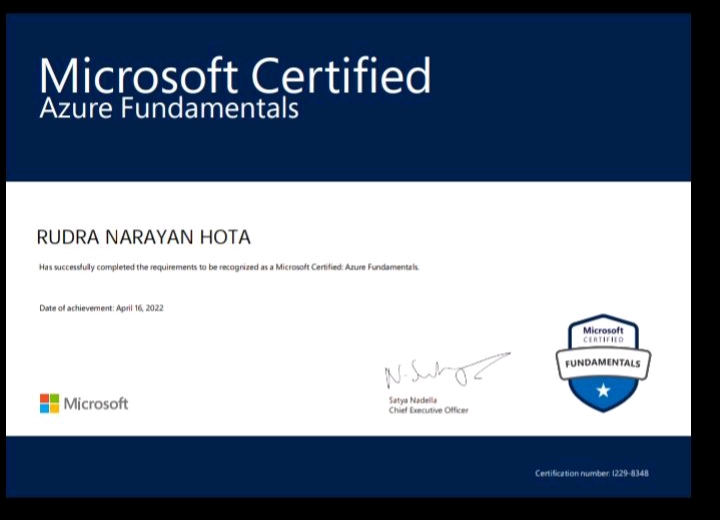 Microsoft Certified
Azure Fundamentals
RUDRA NARAYAN HOTA
Has successfully completed the requirements to be recognized as a Microsoft Certified: Azure Fundamentals.
Date of achievement: April 16, 2022
Microsoft
CERTIFIED
FUNDAMENTALS
Satya Nadella
Chief Executive Officer
Microsoft
Certification number: I229-8348